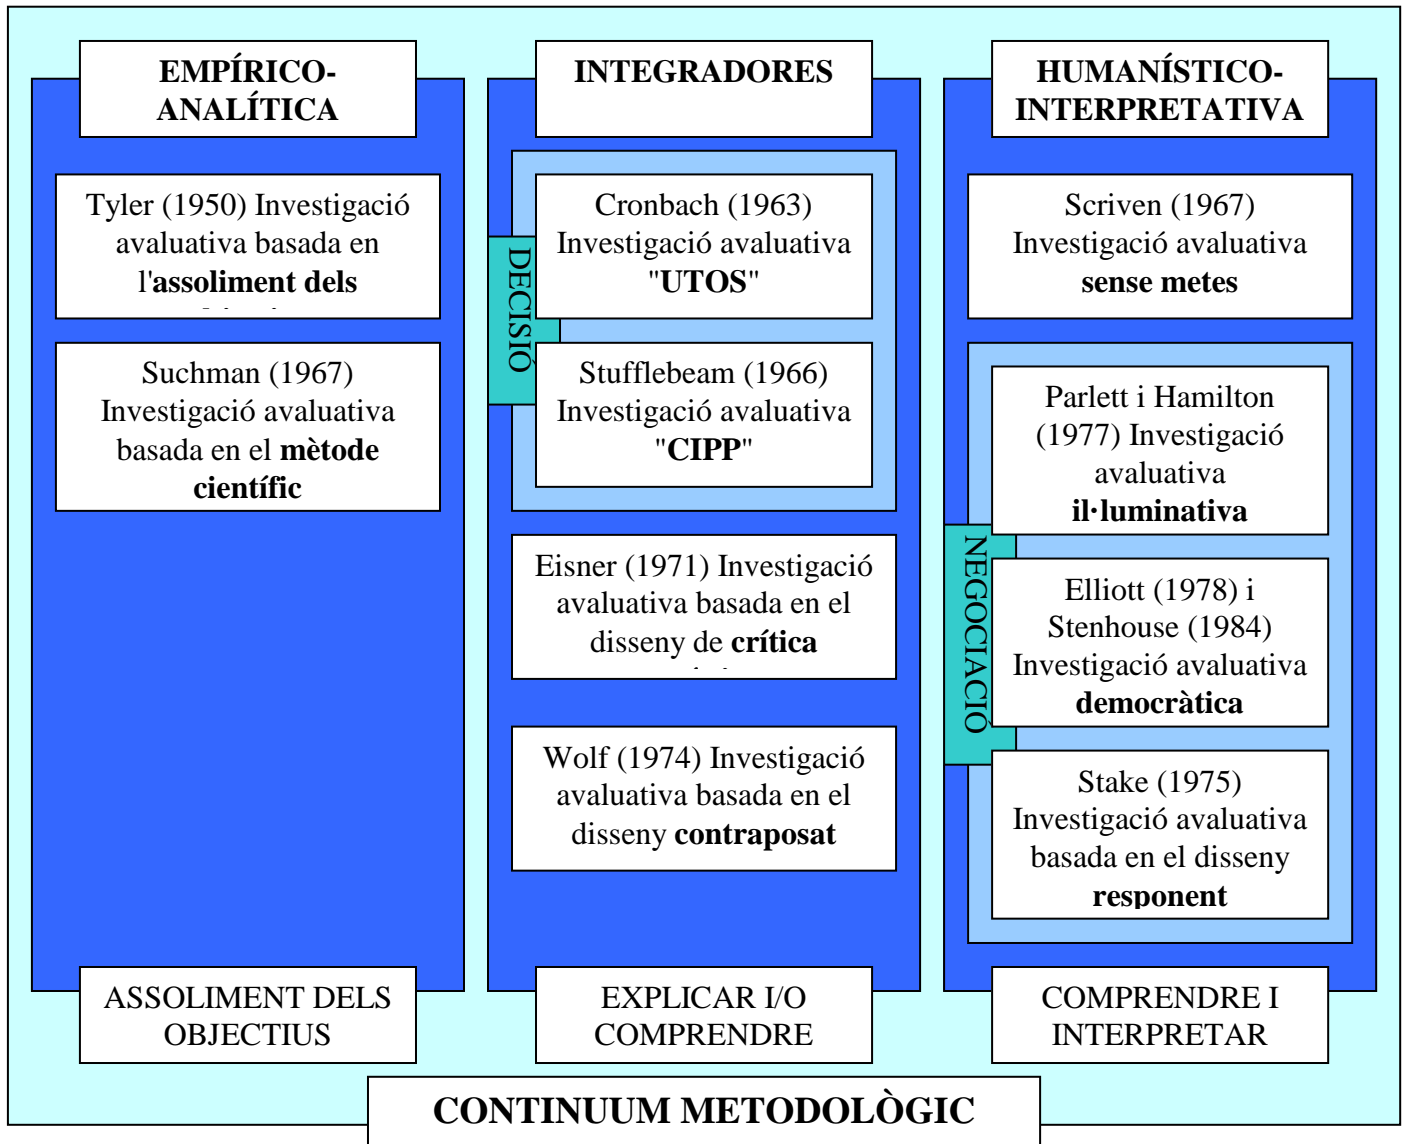 EMPÍRICO-
ANALÍTICA
Tyler (1950) Investigació
avaluativa basada en
l'assoliment dels
Suchman (1967)
Investigació avaluativa
basada en el mètode
científic
ASSOLIMENT DELS
OBJECTIUS
INTEGRADORES
DECISIÓ
Cronbach (1963)
Investigació avaluativa
"UTOS"
Stufflebeam (1966)
Investigació avaluativa
"CIPP"
Eisner (1971) Investigació
avaluativa basada en el
disseny de crítica
Wolf (1974) Investigació
avaluativa basada en el
disseny contraposat
EXPLICAR I/O
COMPRENDRE
HUMANÍSTICO-
INTERPRETATIVA
Scriven (1967)
Investigació avaluativa
sense metes
NEGOCIACIÓ
Parlett i Hamilton
(1977) Investigació
avaluativa
il·luminativa
Elliott (1978) i
Stenhouse (1984)
Investigació avaluativa
democràtica
Stake (1975)
Investigació avaluativa
basada en el disseny
responent
COMPRENDRE I
INTERPRETAR
CONTINUUM METODOLÒGIC